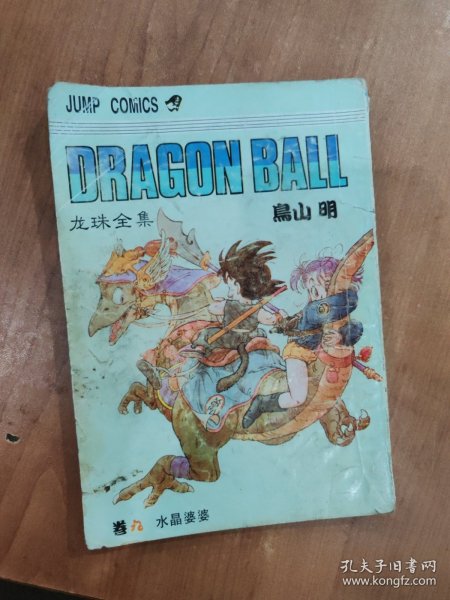 JUMP COMICS
DRAGON BALL
龙珠全集
鳥山 明
卷九 水晶婆婆
孔夫子旧书网
www.kongfz.com